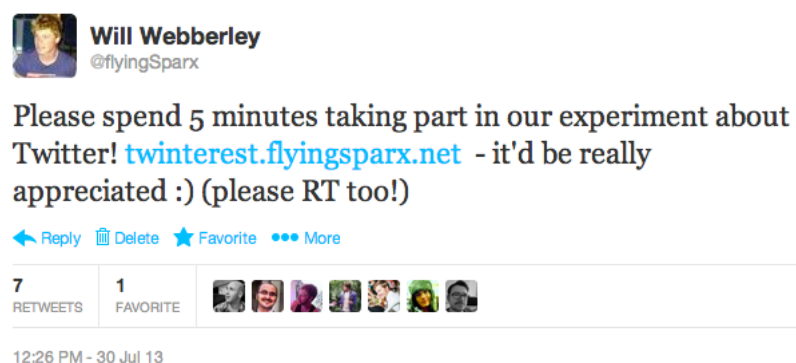 Will Webberley
@flyingSparx
Please spend 5 minutes taking part in our experiment about
Twitter! twinterest.flyingsparx.net - it'd be really
appreciated :) (please RT too!)
Reply Delete Favorite More
7 1
RETWEETS FAVORITE
12:26 PM - 30 Jul 13